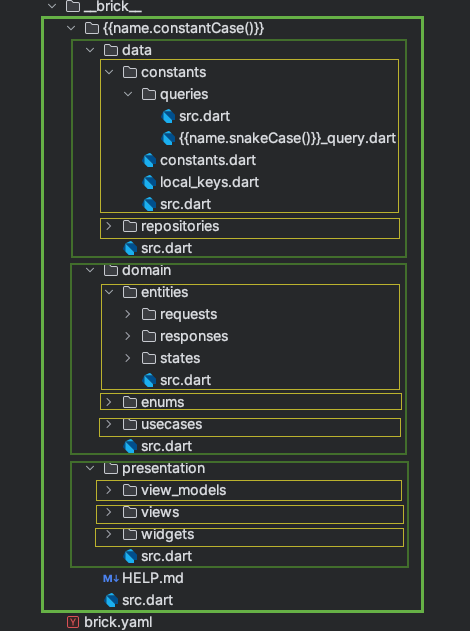 __brick__
{{name.constantCase()}}
data
constants
queries
src.dart
{{name.snakeCase()}}_query.dart
constants.dart
local_keys.dart
src.dart
repositories
src.dart
domain
entities
requests
responses
states
src.dart
enums
usecases
src.dart
presentation
view_models
views
widgets
src.dart
M↓ HELP.md
src.dart
Y brick.yaml